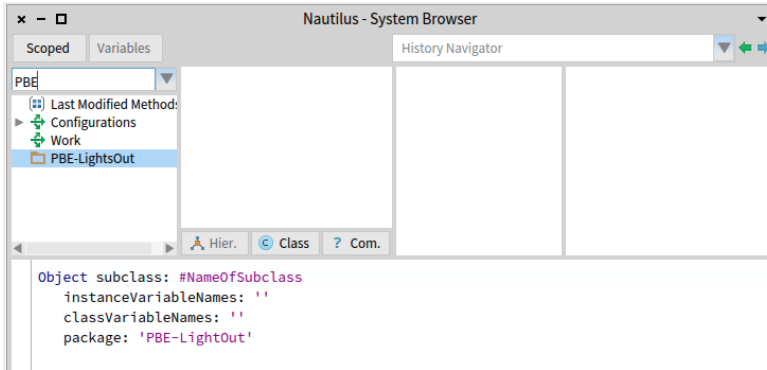 Nautilus - System Browser
Scoped Variables History Navigator
PBE
Last Modified Methods
Configurations
Work
PBE-LightsOut
Hier. Class ? Com.
Object subclass: #NameOfSubclass
instanceVariableNames: ''
classVariableNames: ''
package: 'PBE-LightOut'